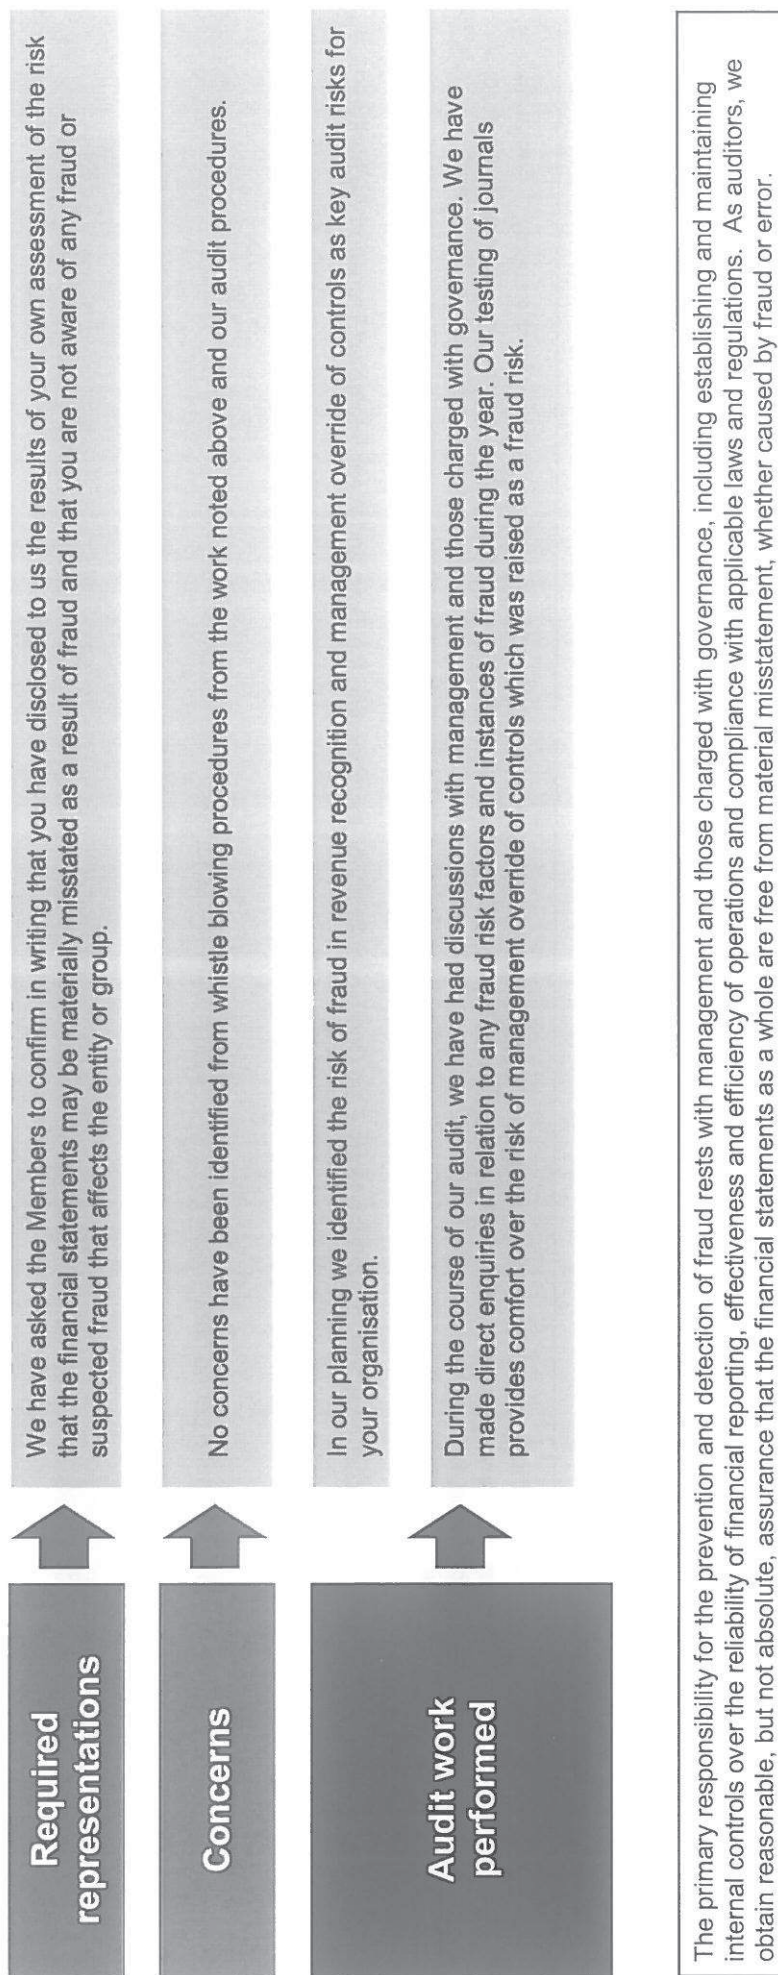 Required
representations
We have asked the Members to confirm in writing that you have disclosed to us the results of your own assessment of the risk
that the financial statements may be materially misstated as a result of fraud and that you are not aware of any fraud or
suspected fraud that affects the entity or group.
Concerns
No concerns have been identified from whistle blowing procedures from the work noted above and our audit procedures.
Audit work
performed
In our planning we identified the risk of fraud in revenue recognition and management override of controls as key audit risks for
your organisation.
During the course of our audit, we have had discussions with management and those charged with governance. We have
made direct enquiries in relation to any fraud risk factors and instances of fraud during the year. Our testing of journals
provides comfort over the risk of management override of controls which was raised as a fraud risk.
The primary responsibility for the prevention and detection of fraud rests with management and those charged with governance, including establishing and maintaining
internal controls over the reliability of financial reporting, effectiveness and efficiency of operations and compliance with applicable laws and regulations. As auditors, we
obtain reasonable, but not absolute, assurance that the financial statements as a whole are free from material misstatement, whether caused by fraud or error.